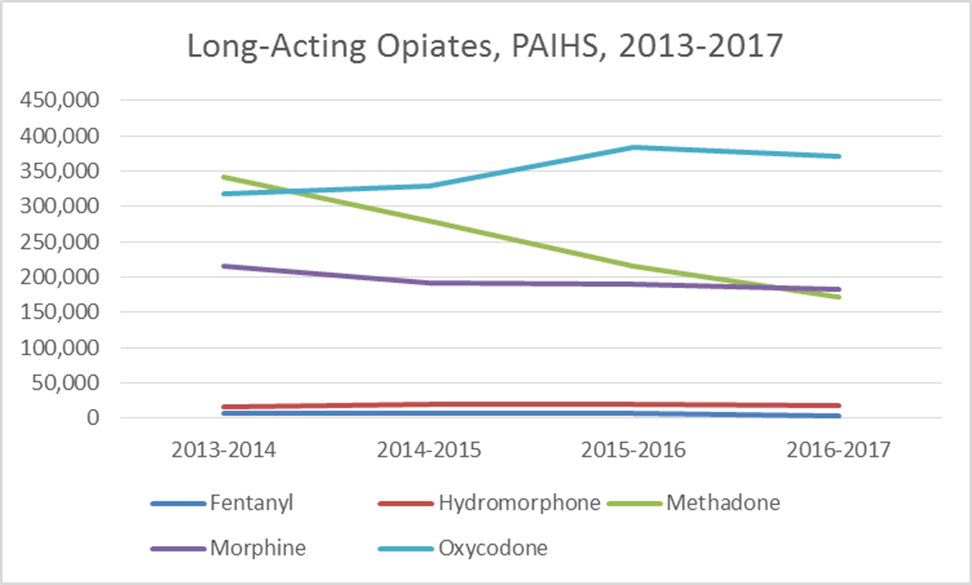 Long-Acting Opiates, PAIHS, 2013-2017
450,000
400,000
350,000
300,000
250,000
200,000
150,000
100,000
50,000
0
2013-2014 2014-2015 2015-2016 2016-2017
Fentanyl Hydromorphone Methadone
Morphine Oxycodone